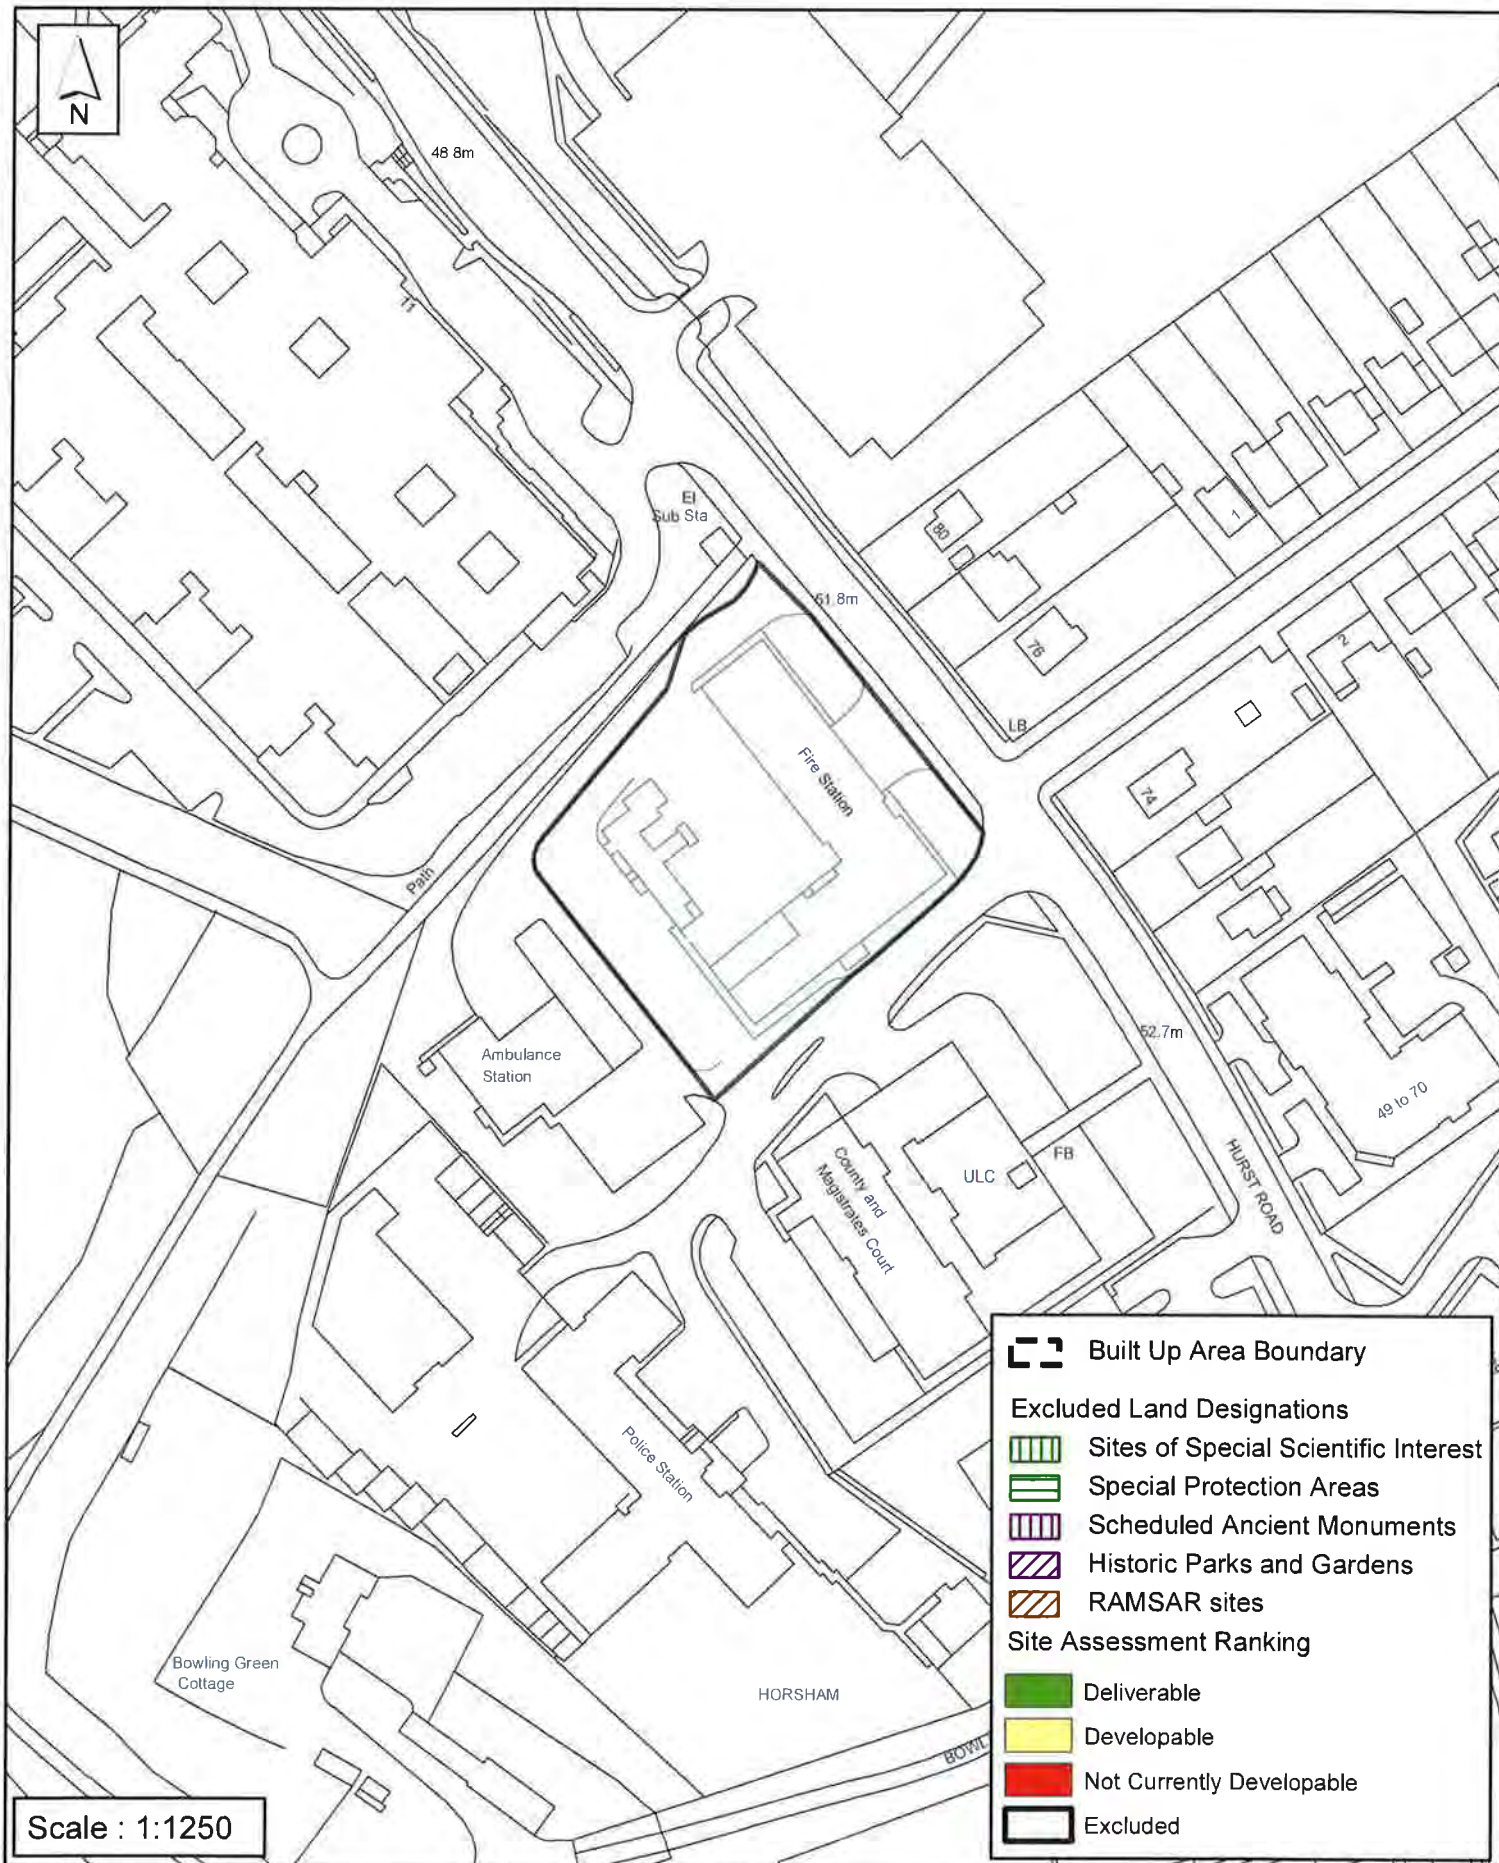 N
48 8m
11
El
Sub Sta
80
1
51.8m
76
2
LB
Fire Station
74
Path
52.7m
Ambulance
Station
49 to 70
County and
Magistrates Court
ULC
FB
HURST ROAD
Police Station
Bowling Green
Cottage
HORSHAM
BOWL
Built Up Area Boundary
Excluded Land Designations
Sites of Special Scientific Interest
Special Protection Areas
Scheduled Ancient Monuments
Historic Parks and Gardens
RAMSAR sites
Site Assessment Ranking
Deliverable
Developable
Not Currently Developable
Excluded
Scale : 1:1250